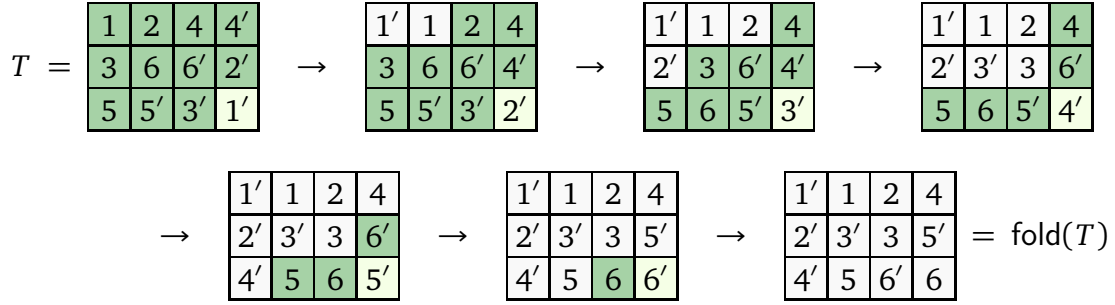 1 2 4 4′ 1′ 1 2 4 1′ 1 2 4 1′ 1 2 4
T = 3 6 6′ 2′ → 3 6 6′ 4′ → 2′ 3 6′ 4′ → 2′ 3′ 3 6′
5 5′ 3′ 1′ 5 5′ 3′ 2′ 5 6 5′ 3′ 5 6 5′ 4′
1′ 1 2 4 1′ 1 2 4 1′ 1 2 4
→ 2′ 3′ 3 6′ → 2′ 3′ 3 5′ → 2′ 3′ 3 5′ = fold(T)
4′ 5 6 5′ 4′ 5 6 6′ 4′ 5 6′ 6